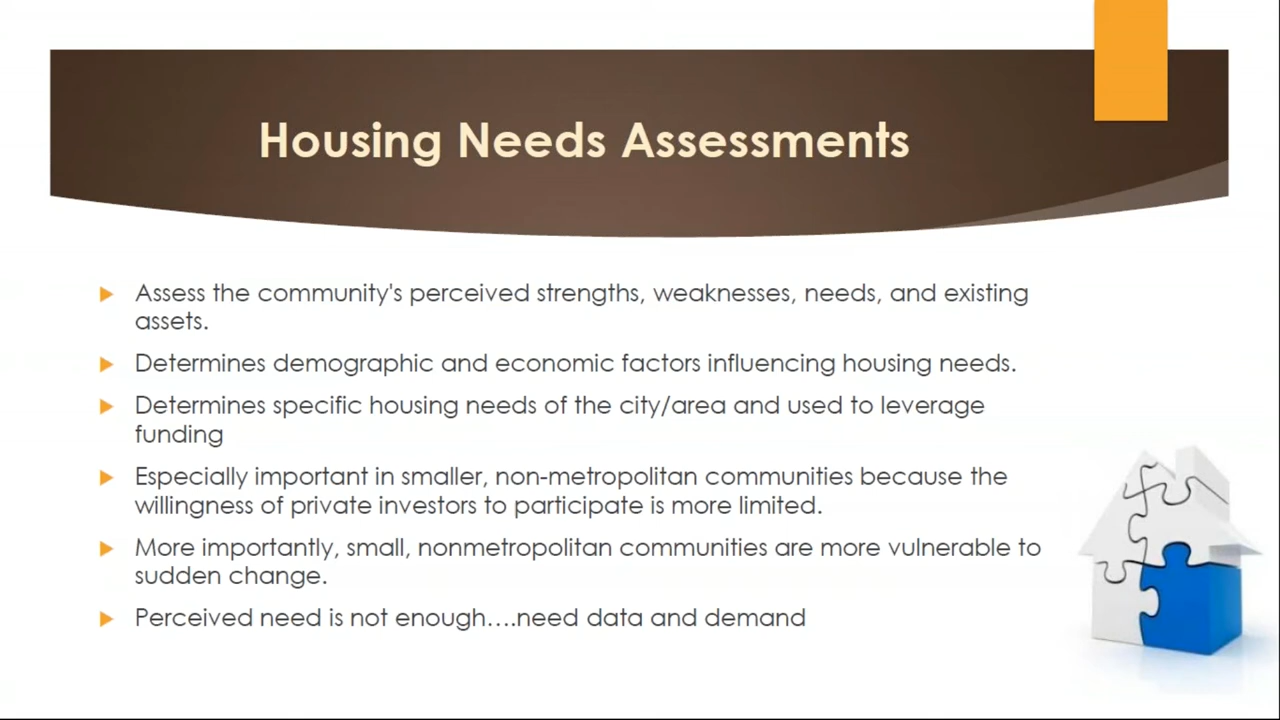 Housing Needs Assessments
Assess the community's perceived strengths, weaknesses, needs, and existing
assets.
Determines demographic and economic factors influencing housing needs.
Determines specific housing needs of the city/area and used to leverage
funding
Especially important in smaller, non-metropolitan communities because the
willingness of private investors to participate is more limited.
More importantly, small, nonmetropolitan communities are more vulnerable to
sudden change.
Perceived need is not enough....need data and demand